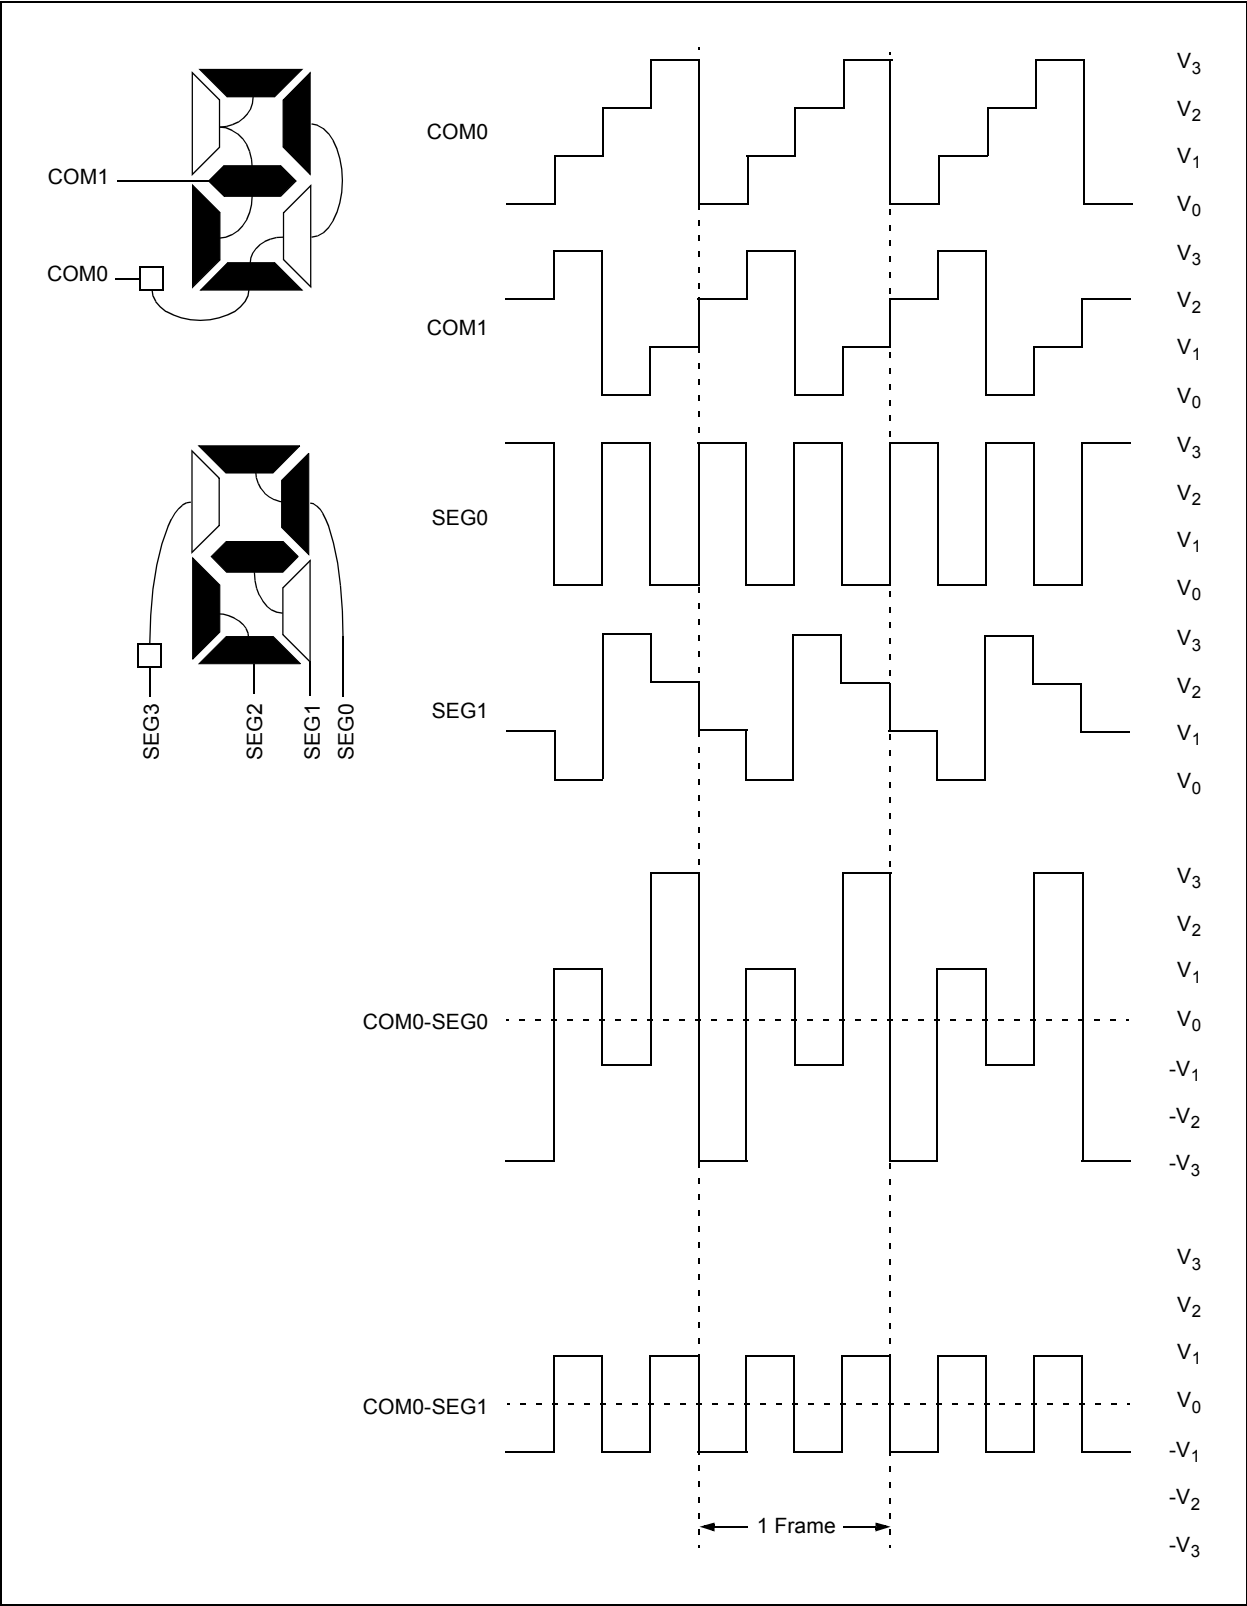 COM1
COM0
SEG3
SEG2
SEG1
SEG0
COM0
V3
V2
V1
V0
COM1
V3
V2
V1
V0
SEG0
V3
V2
V1
V0
SEG1
V3
V2
V1
V0
COM0-SEG0
V3
V2
V1
V0
-V1
-V2
-V3
COM0-SEG1
V3
V2
V1
V0
-V1
-V2
-V3
1 Frame